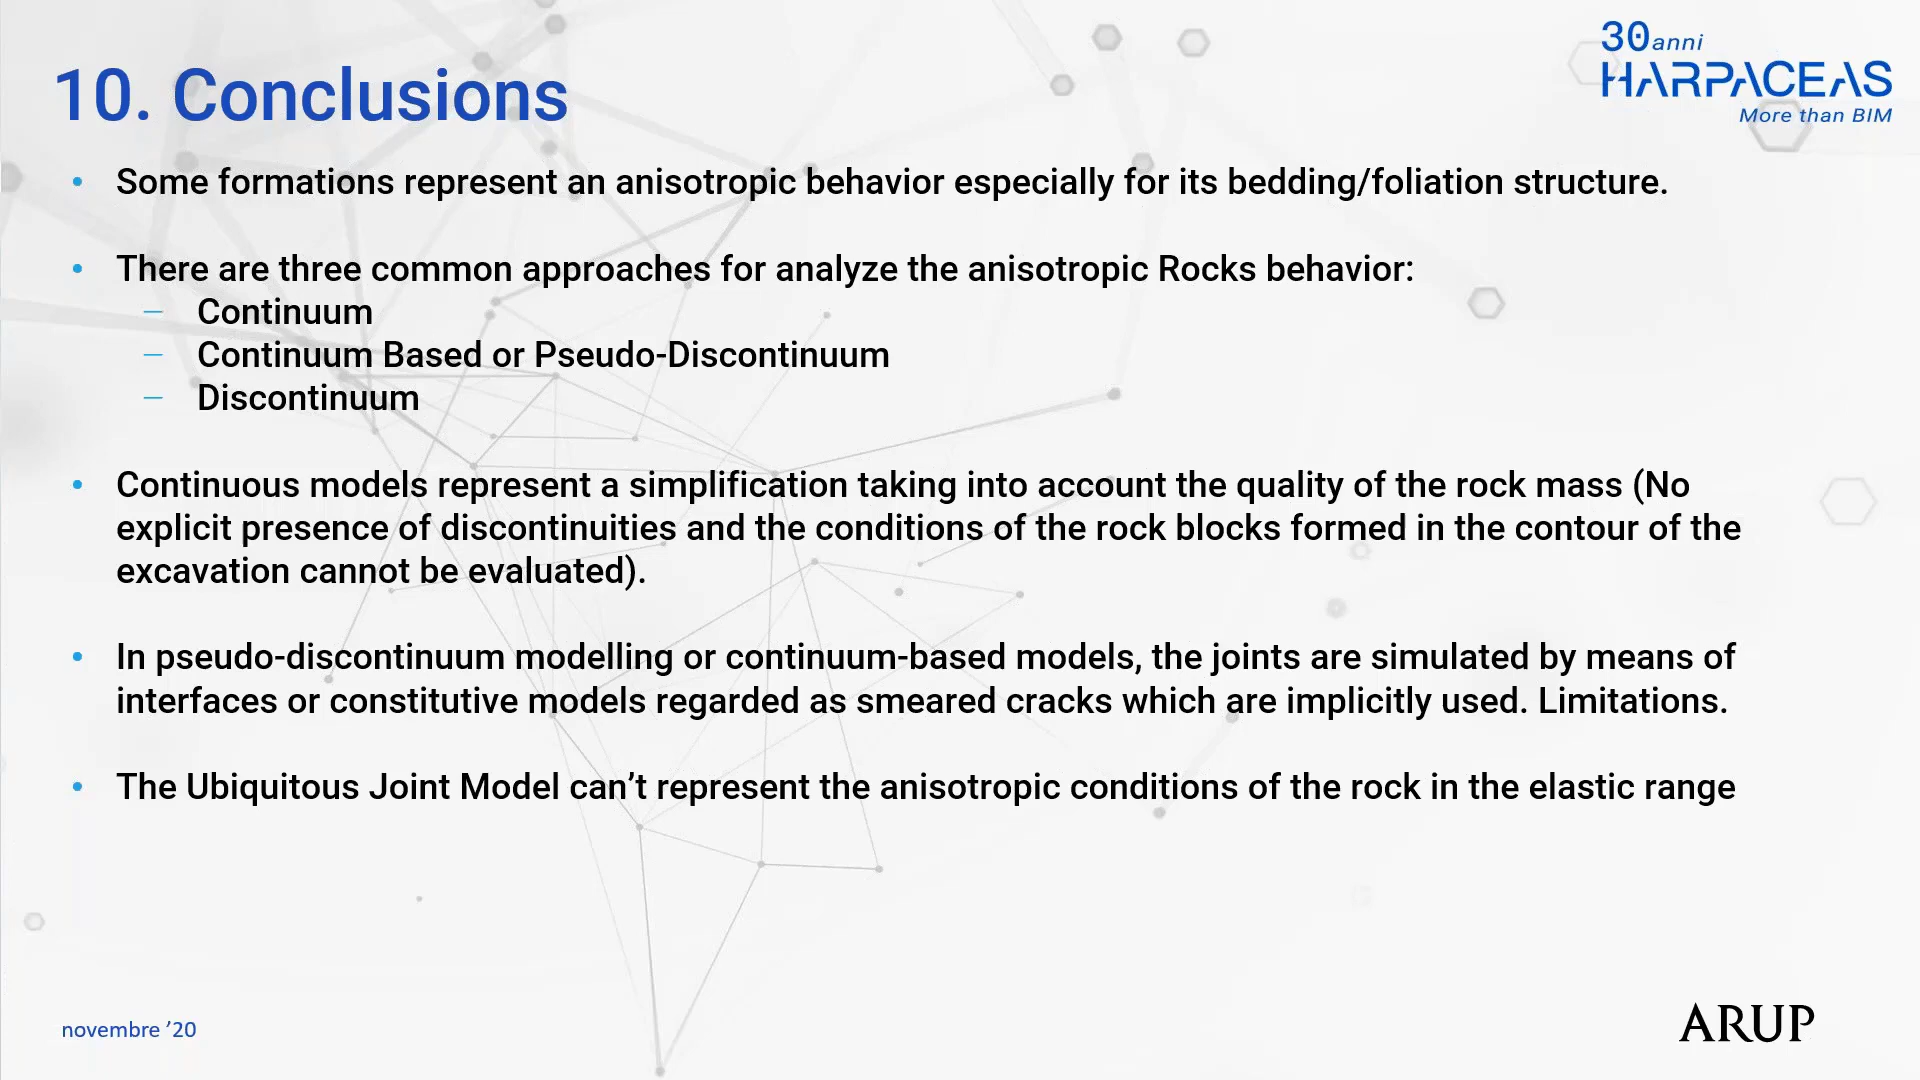 30anni
HARPACEAS
More than BIM
10. Conclusions
• Some formations represent an anisotropic behavior especially for its bedding/foliation structure.
• There are three common approaches for analyze the anisotropic Rocks behavior:
– Continuum
– Continuum Based or Pseudo-Discontinuum
– Discontinuum
• Continuous models represent a simplification taking into account the quality of the rock mass (No
explicit presence of discontinuities and the conditions of the rock blocks formed in the contour of the
excavation cannot be evaluated).
• In pseudo-discontinuum modelling or continuum-based models, the joints are simulated by means of
interfaces or constitutive models regarded as smeared cracks which are implicitly used. Limitations.
• The Ubiquitous Joint Model can’t represent the anisotropic conditions of the rock in the elastic range
novembre ’20
ARUP